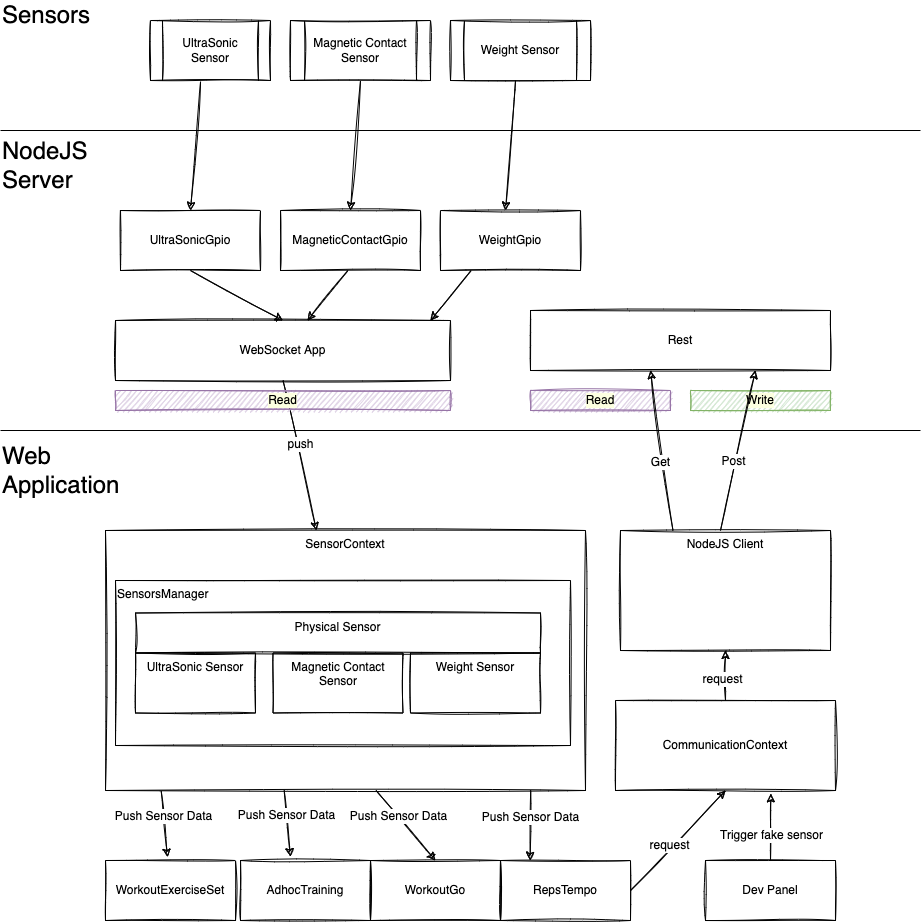 Sensors
UltraSonic
Sensor
Magnetic Contact
Sensor
Weight Sensor
NodeJS
Server
UltraSonicGpio
MagneticContactGpio
WeightGpio
WebSocket App
Rest
Read
Read
Write
push
Get
Post
Web
Application
SensorContext
NodeJS Client
SensorsManager
Physical Sensor
UltraSonic Sensor
Magnetic Contact
Sensor
Weight Sensor
request
CommunicationContext
Push Sensor Data
Push Sensor Data
Push Sensor Data
Push Sensor Data
request
Trigger fake sensor
WorkoutExerciseSet
AdhocTraining
WorkoutGo
RepsTempo
Dev Panel